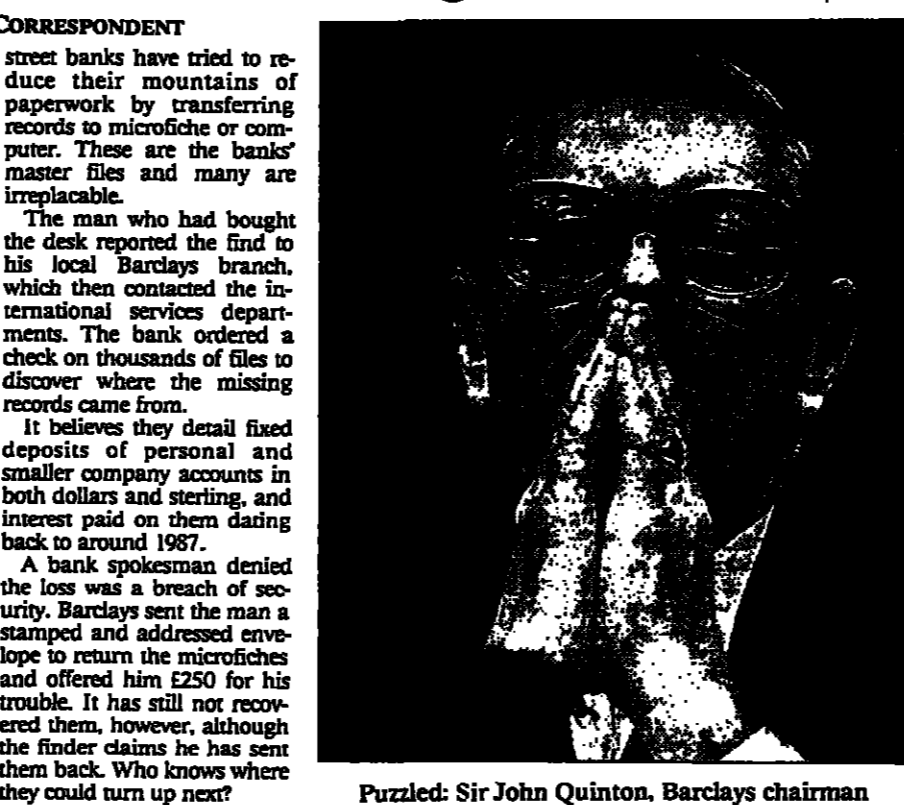 CORRESPONDENT
street banks have tried to re-
duce their mountains of
paperwork by transferring
records to microfiche or com-
puter. These are the banks'
master files and many are
irreplacable.
The man who had bought
the desk reported the find to
his local Barclays branch,
which then contacted the in-
ternational services depart-
ments. The bank ordered a
check on thousands of files to
discover where the missing
records came from.
It believes they detail fixed
deposits of personal and
smaller company accounts in
both dollars and sterling, and
interest paid on them dating
back to around 1987.
A bank spokesman denied
the loss was a breach of sec-
urity. Barclays sent the man a
stamped and addressed enve-
lope to return the microfiches
and offered him £250 for his
trouble. It has still not recov-
ered them, however, although
the finder claims he has sent
them back. Who knows where
they could turn up next?
Puzzled: Sir John Quinton, Barclays chairman